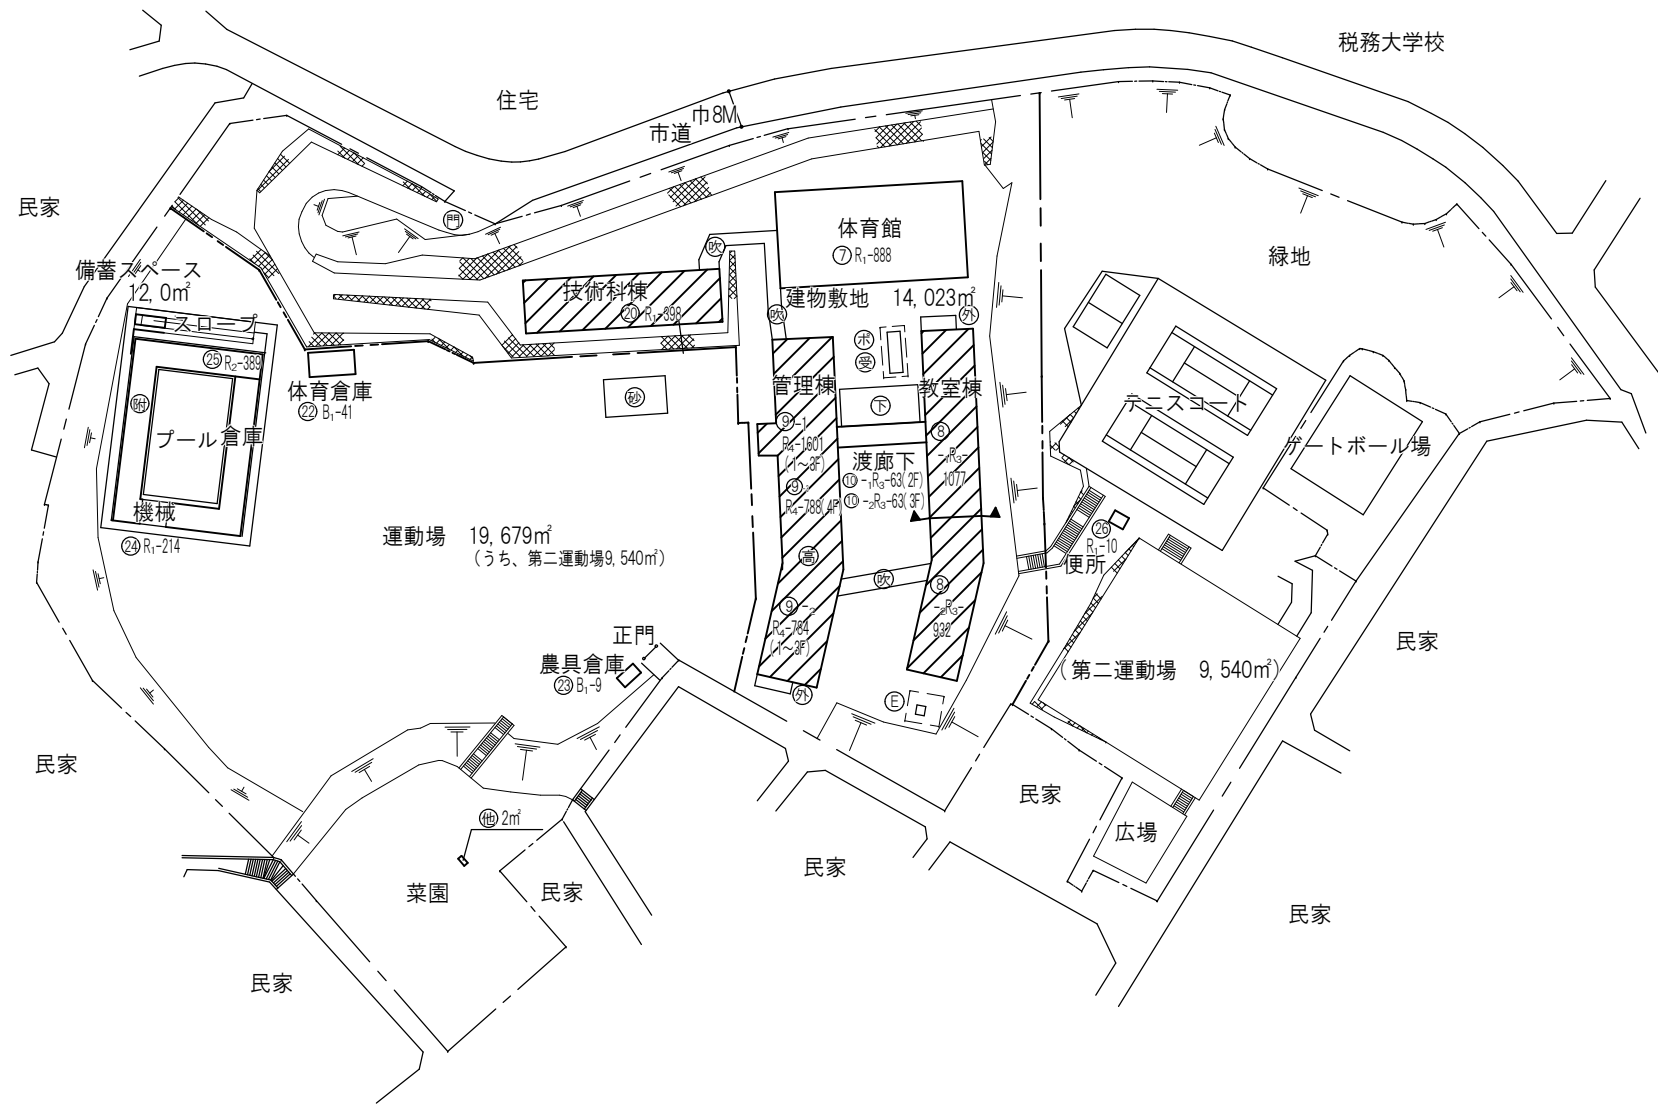 税務大学校
住宅
巾8M
市道
民家
門
体育館
⑦R₁-888
吹
緑地
備蓄スペース
12,0㎡
スロープ
技術科棟
⑳R₁-398
建物敷地 14,023㎡
吹
外
㉕R₂-389
体育倉庫
㉒B₁-41
砂
ポ
受
管理棟
教室棟
下
テニスコート
附
プール
倉庫
⑨-1
R₄-1601
(1~3F)
⑧
-₁R₃-
1077
ゲートボール場
渡廊下
⑩-₁R₃-63(2F)
⑩-₂R₃-63(3F)
⑨
R₄-788(4F)
機械
㉔R₁-214
運動場 19,679㎡
(うち、第二運動場9,540㎡)
㉖
R₁-10
便所
高
吹
⑧
-₂R₃-
932
⑨-₂
R₄-764
(1~3F)
正門
農具倉庫
㉓B₁-9
民家
(第二運動場 9,540㎡)
外
E
民家
民家
他 2㎡
広場
菜園
民家
民家
民家
民家